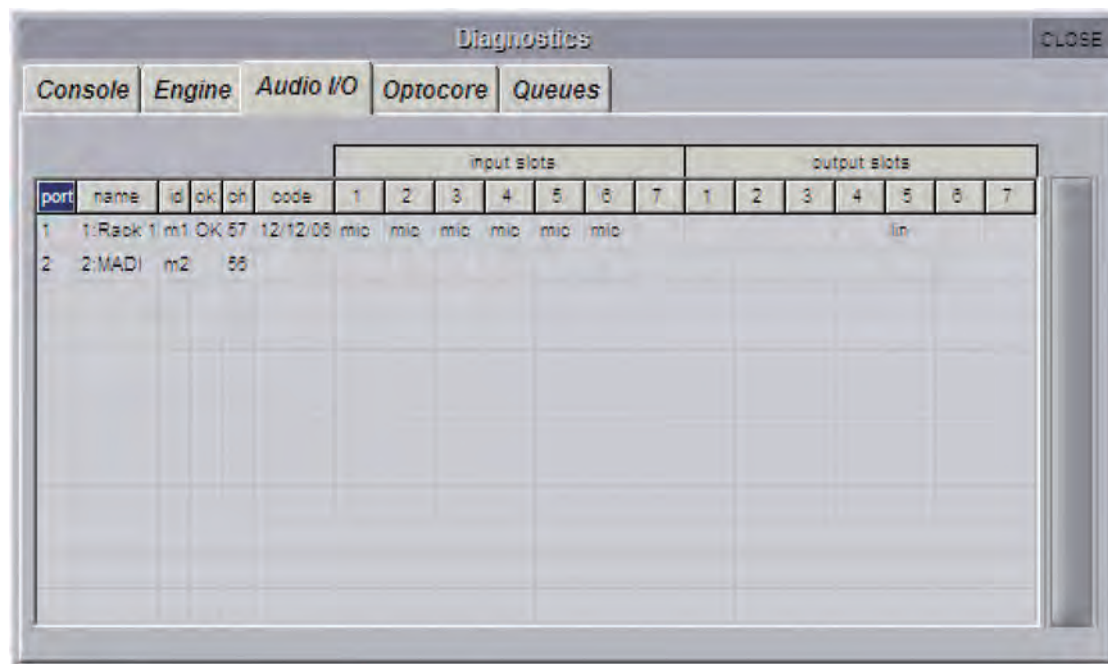 Diagnostics CLOSE
Console Engine Audio I/O Optocore Queues
input slots output slots
port name id ok ch code 1 2 3 4 5 6 7 1 2 3 4 5 6 7
1 1:Rack 1 m1 OK 57 12/12/06 mic mic mic mic mic mic lin
2 2:MADI m2 56